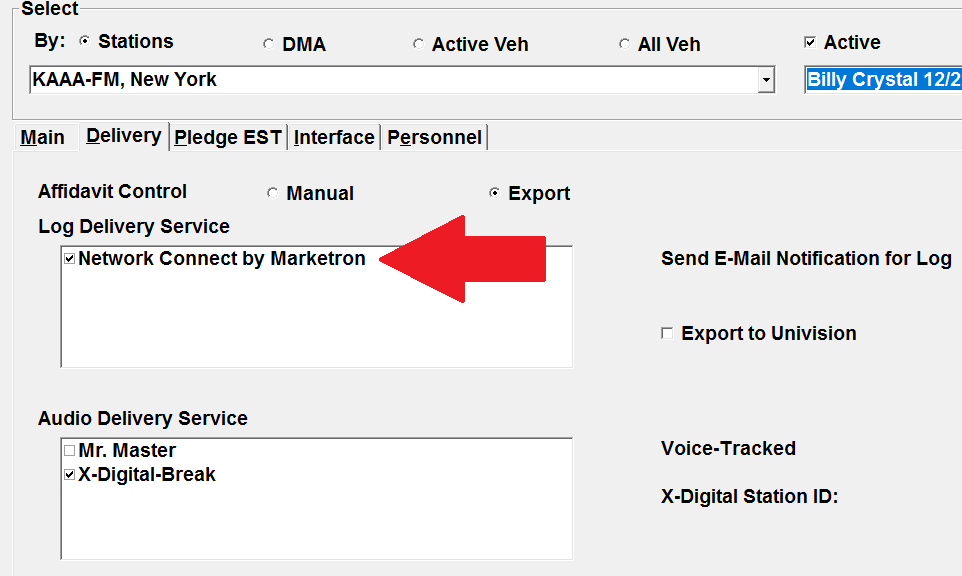 Select
By: Stations DMA Active Veh All Veh Active
KAAA-FM, New York Billy Crystal 12/2
Main Delivery Pledge EST Interface Personnel
Affidavit Control Manual Export
Log Delivery Service
Network Connect by Marketron Send E-Mail Notification for Log
Export to Univision
Audio Delivery Service
Mr. Master Voice-Tracked
X-Digital-Break
X-Digital Station ID: